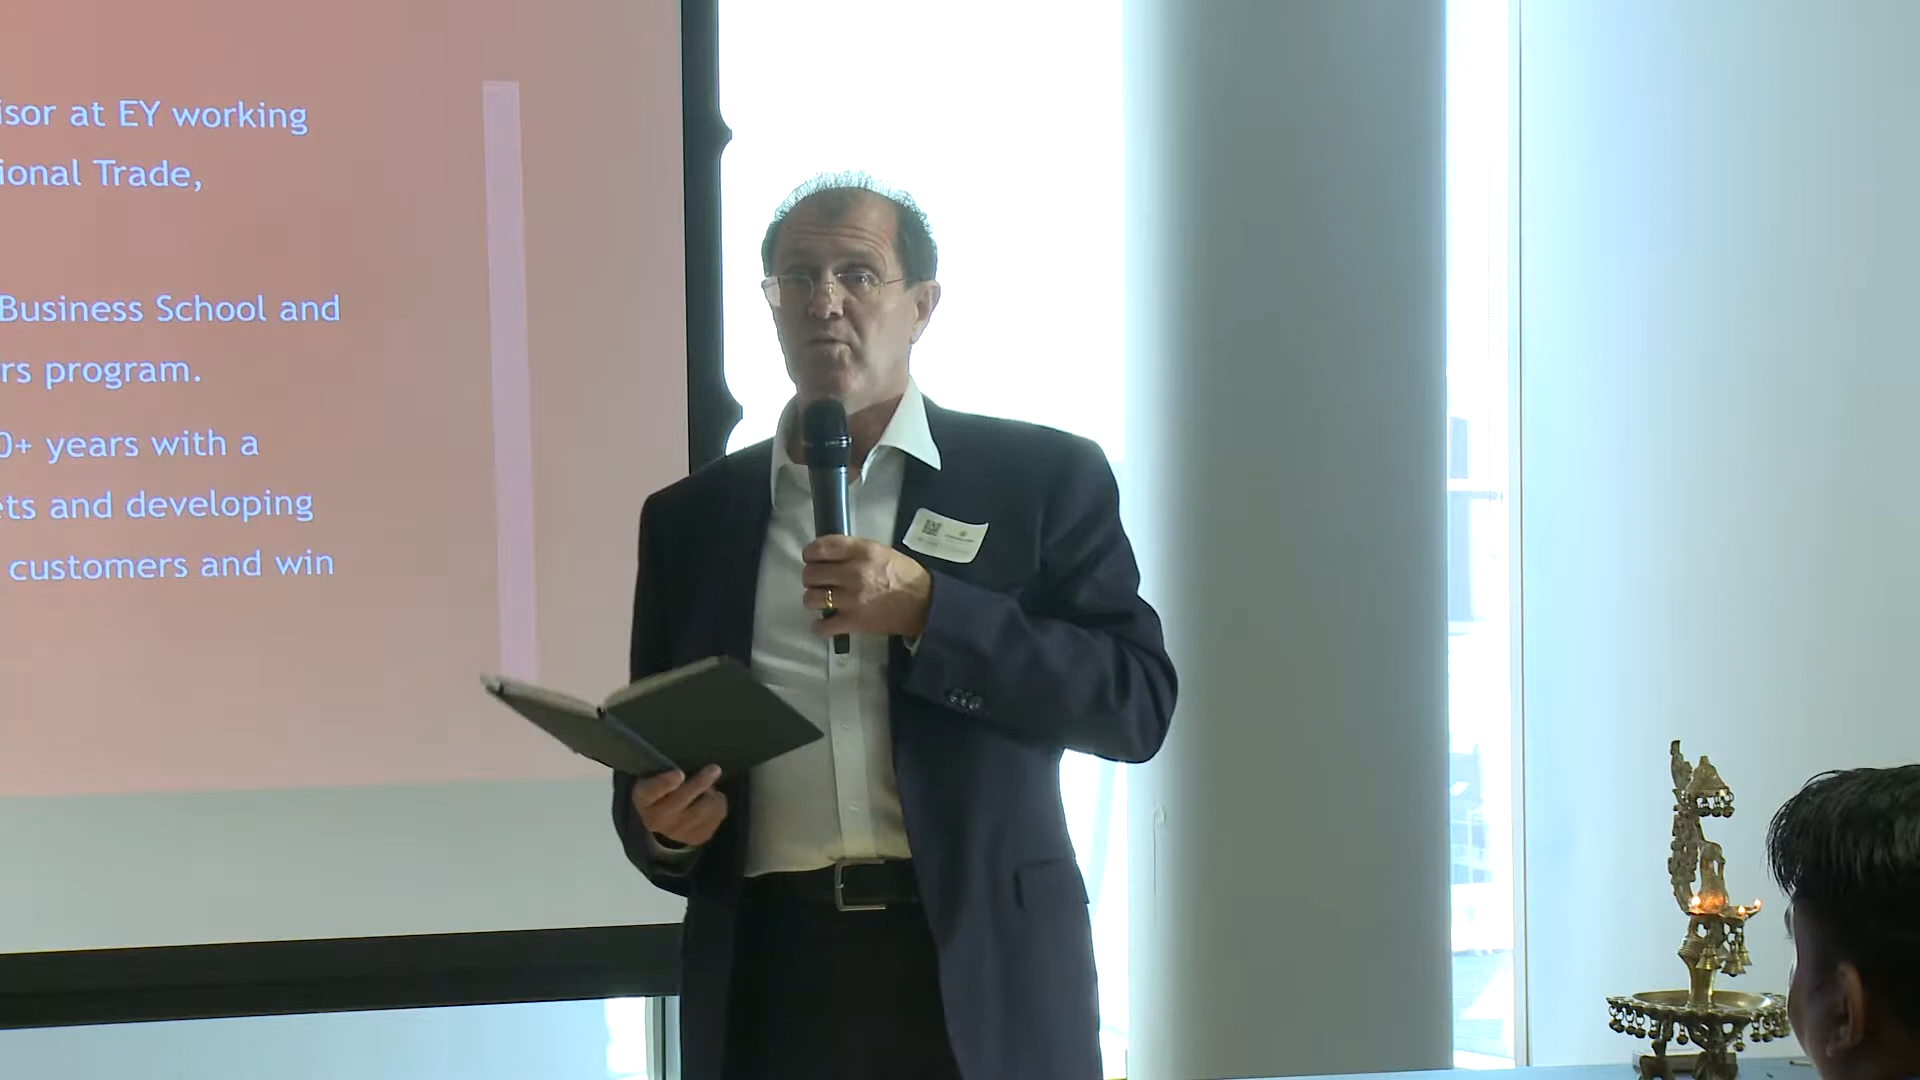 isor at EY working
ional Trade,
Business School and
rs program.
0+ years with a
ets and developing
customers and win